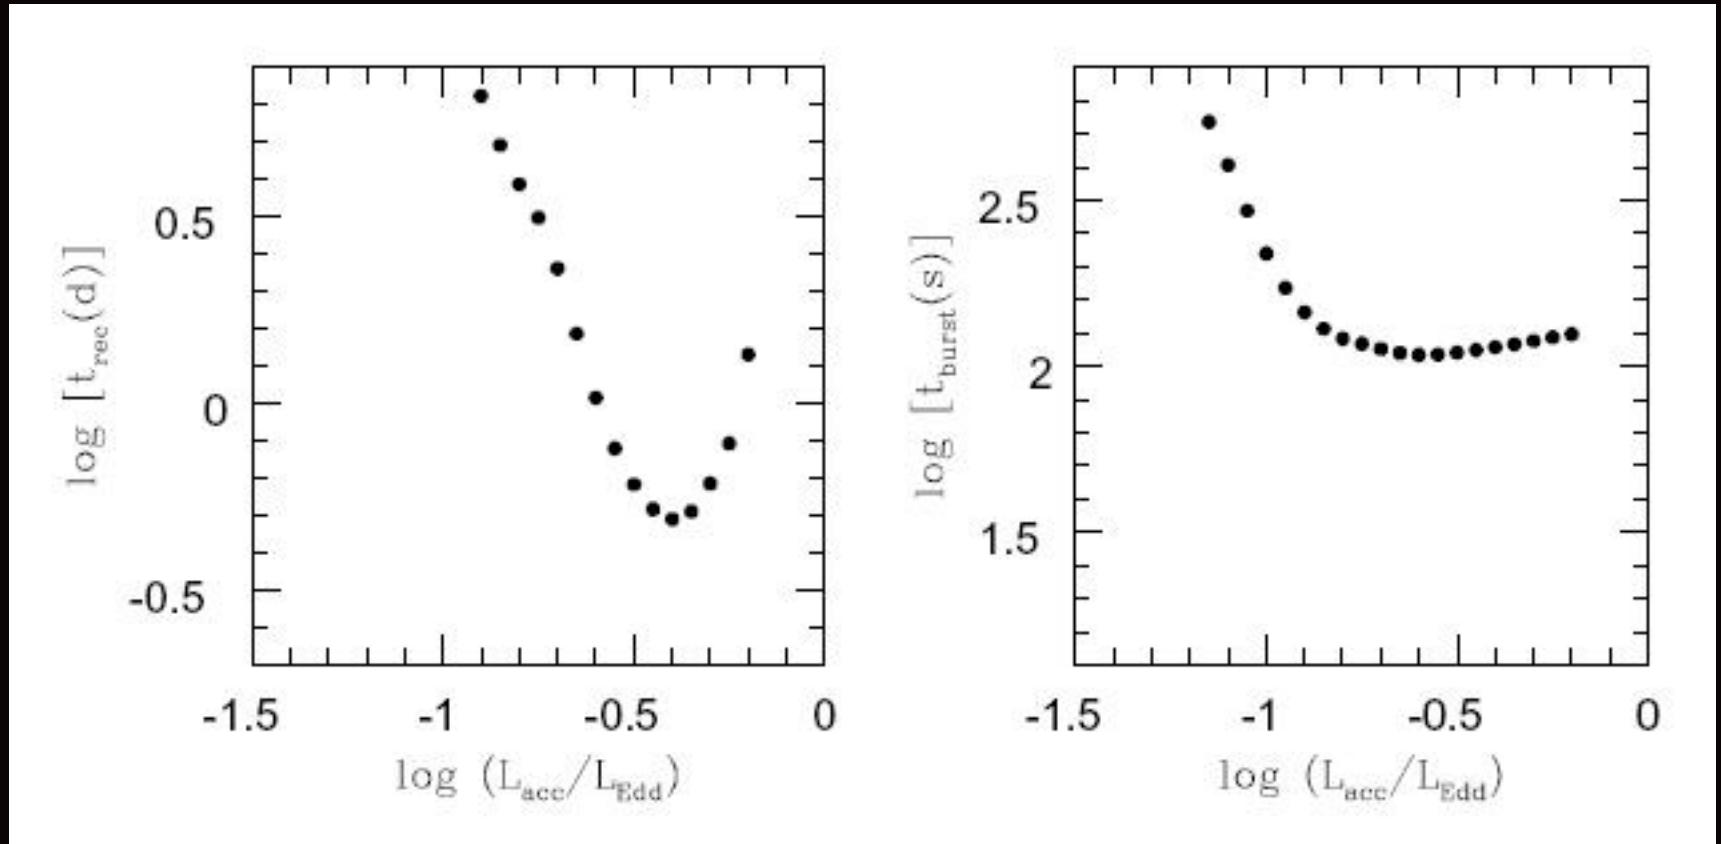 log [t_rec(d)]
0.5
0
-0.5
-1.5 -1 -0.5 0
log (L_acc/L_Edd)
log [t_burst(s)]
2.5
2
1.5
-1.5 -1 -0.5 0
log (L_acc/L_Edd)